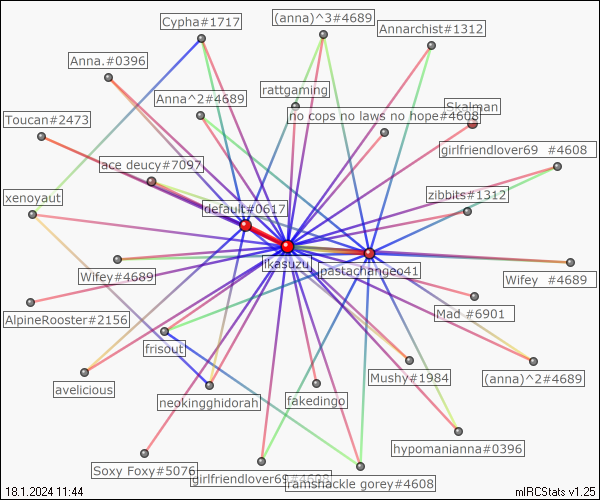 Cypha#1717
(anna)^3#4689
Annarchist#1312
Anna.#0396
rattgaming
Anna^2#4689
Skalman
no cops no laws no hope#4608
Toucan#2473
girlfriendlover69 #4608
ace deucy#7097
zibbits#1312
xenoyaut
default#0617
ikasuzu
pastachangeo41
Wifey#4689
Wifey #4689
AlpineRooster#2156
Mad #6901
frisout
Mushy#1984
(anna)^2#4689
avelicious
neokingghidorah
fakedingo
hypomanianna#0396
Soxy Foxy#5076
girlfriendlover69#4608
ramshackle gorey#4608
18.1.2024 11:44
mIRCStats v1.25